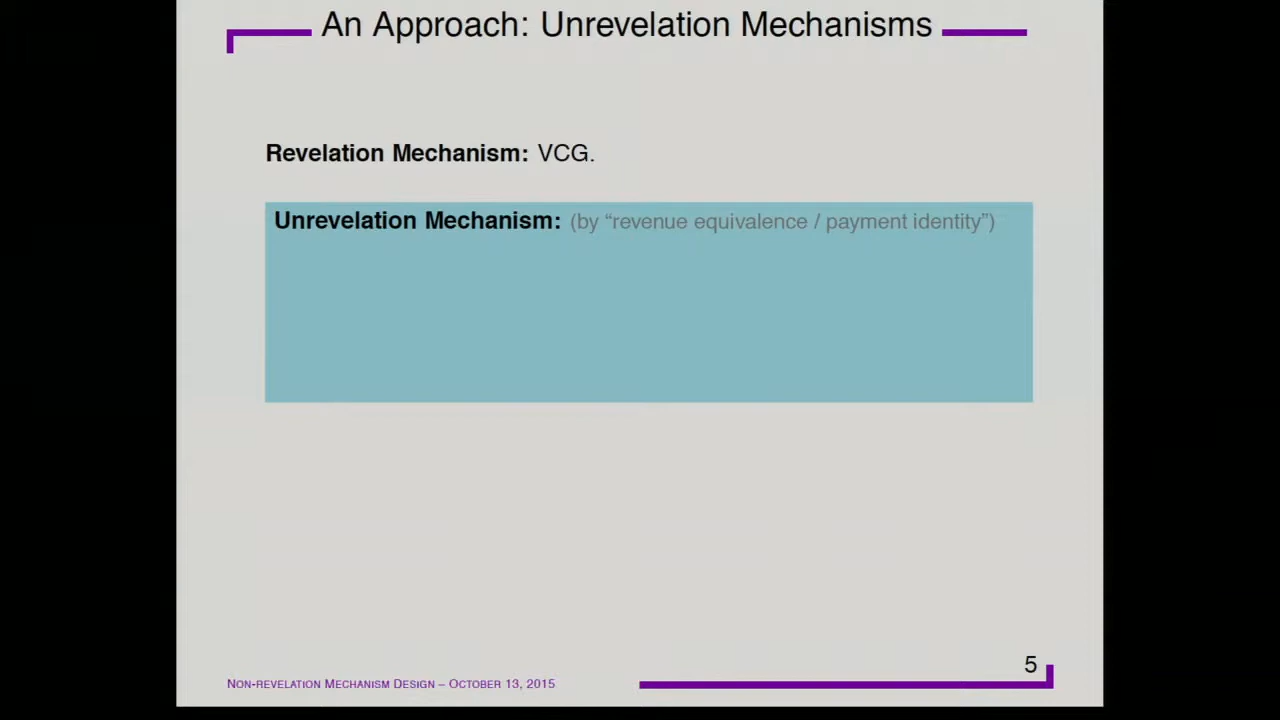 An Approach: Unrevelation Mechanisms
Revelation Mechanism: VCG.
Unrevelation Mechanism: (by “revenue equivalence / payment identity”)
5
NON-REVELATION MECHANISM DESIGN – OCTOBER 13, 2015